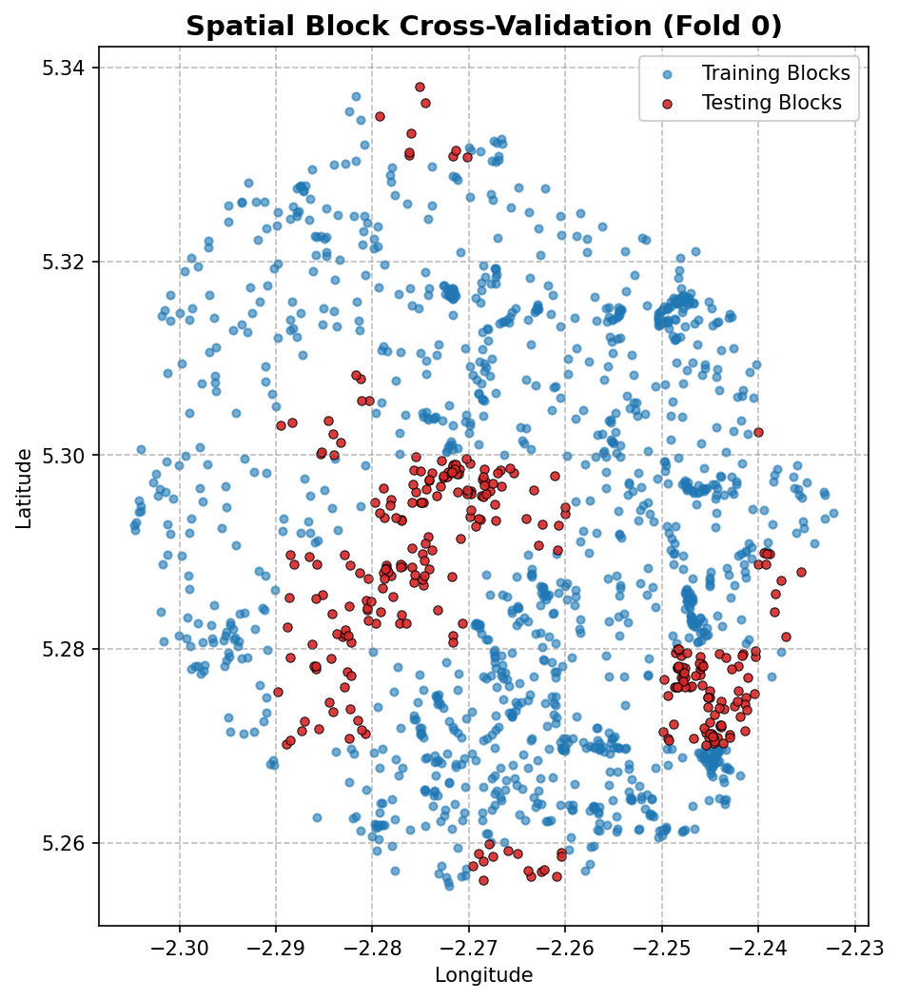 Spatial Block Cross-Validation (Fold 0)
Training Blocks
Testing Blocks
5.34
5.32
5.30
5.28
5.26
Latitude
−2.30 −2.29 −2.28 −2.27 −2.26 −2.25 −2.24 −2.23
Longitude